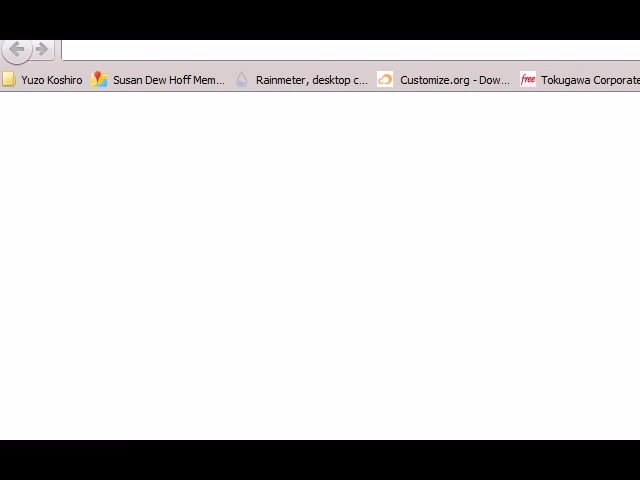 Yuzo Koshiro Susan Dew Hoff Mem... Rainmeter, desktop c... Customize.org - Dow... free Tokugawa Corporate